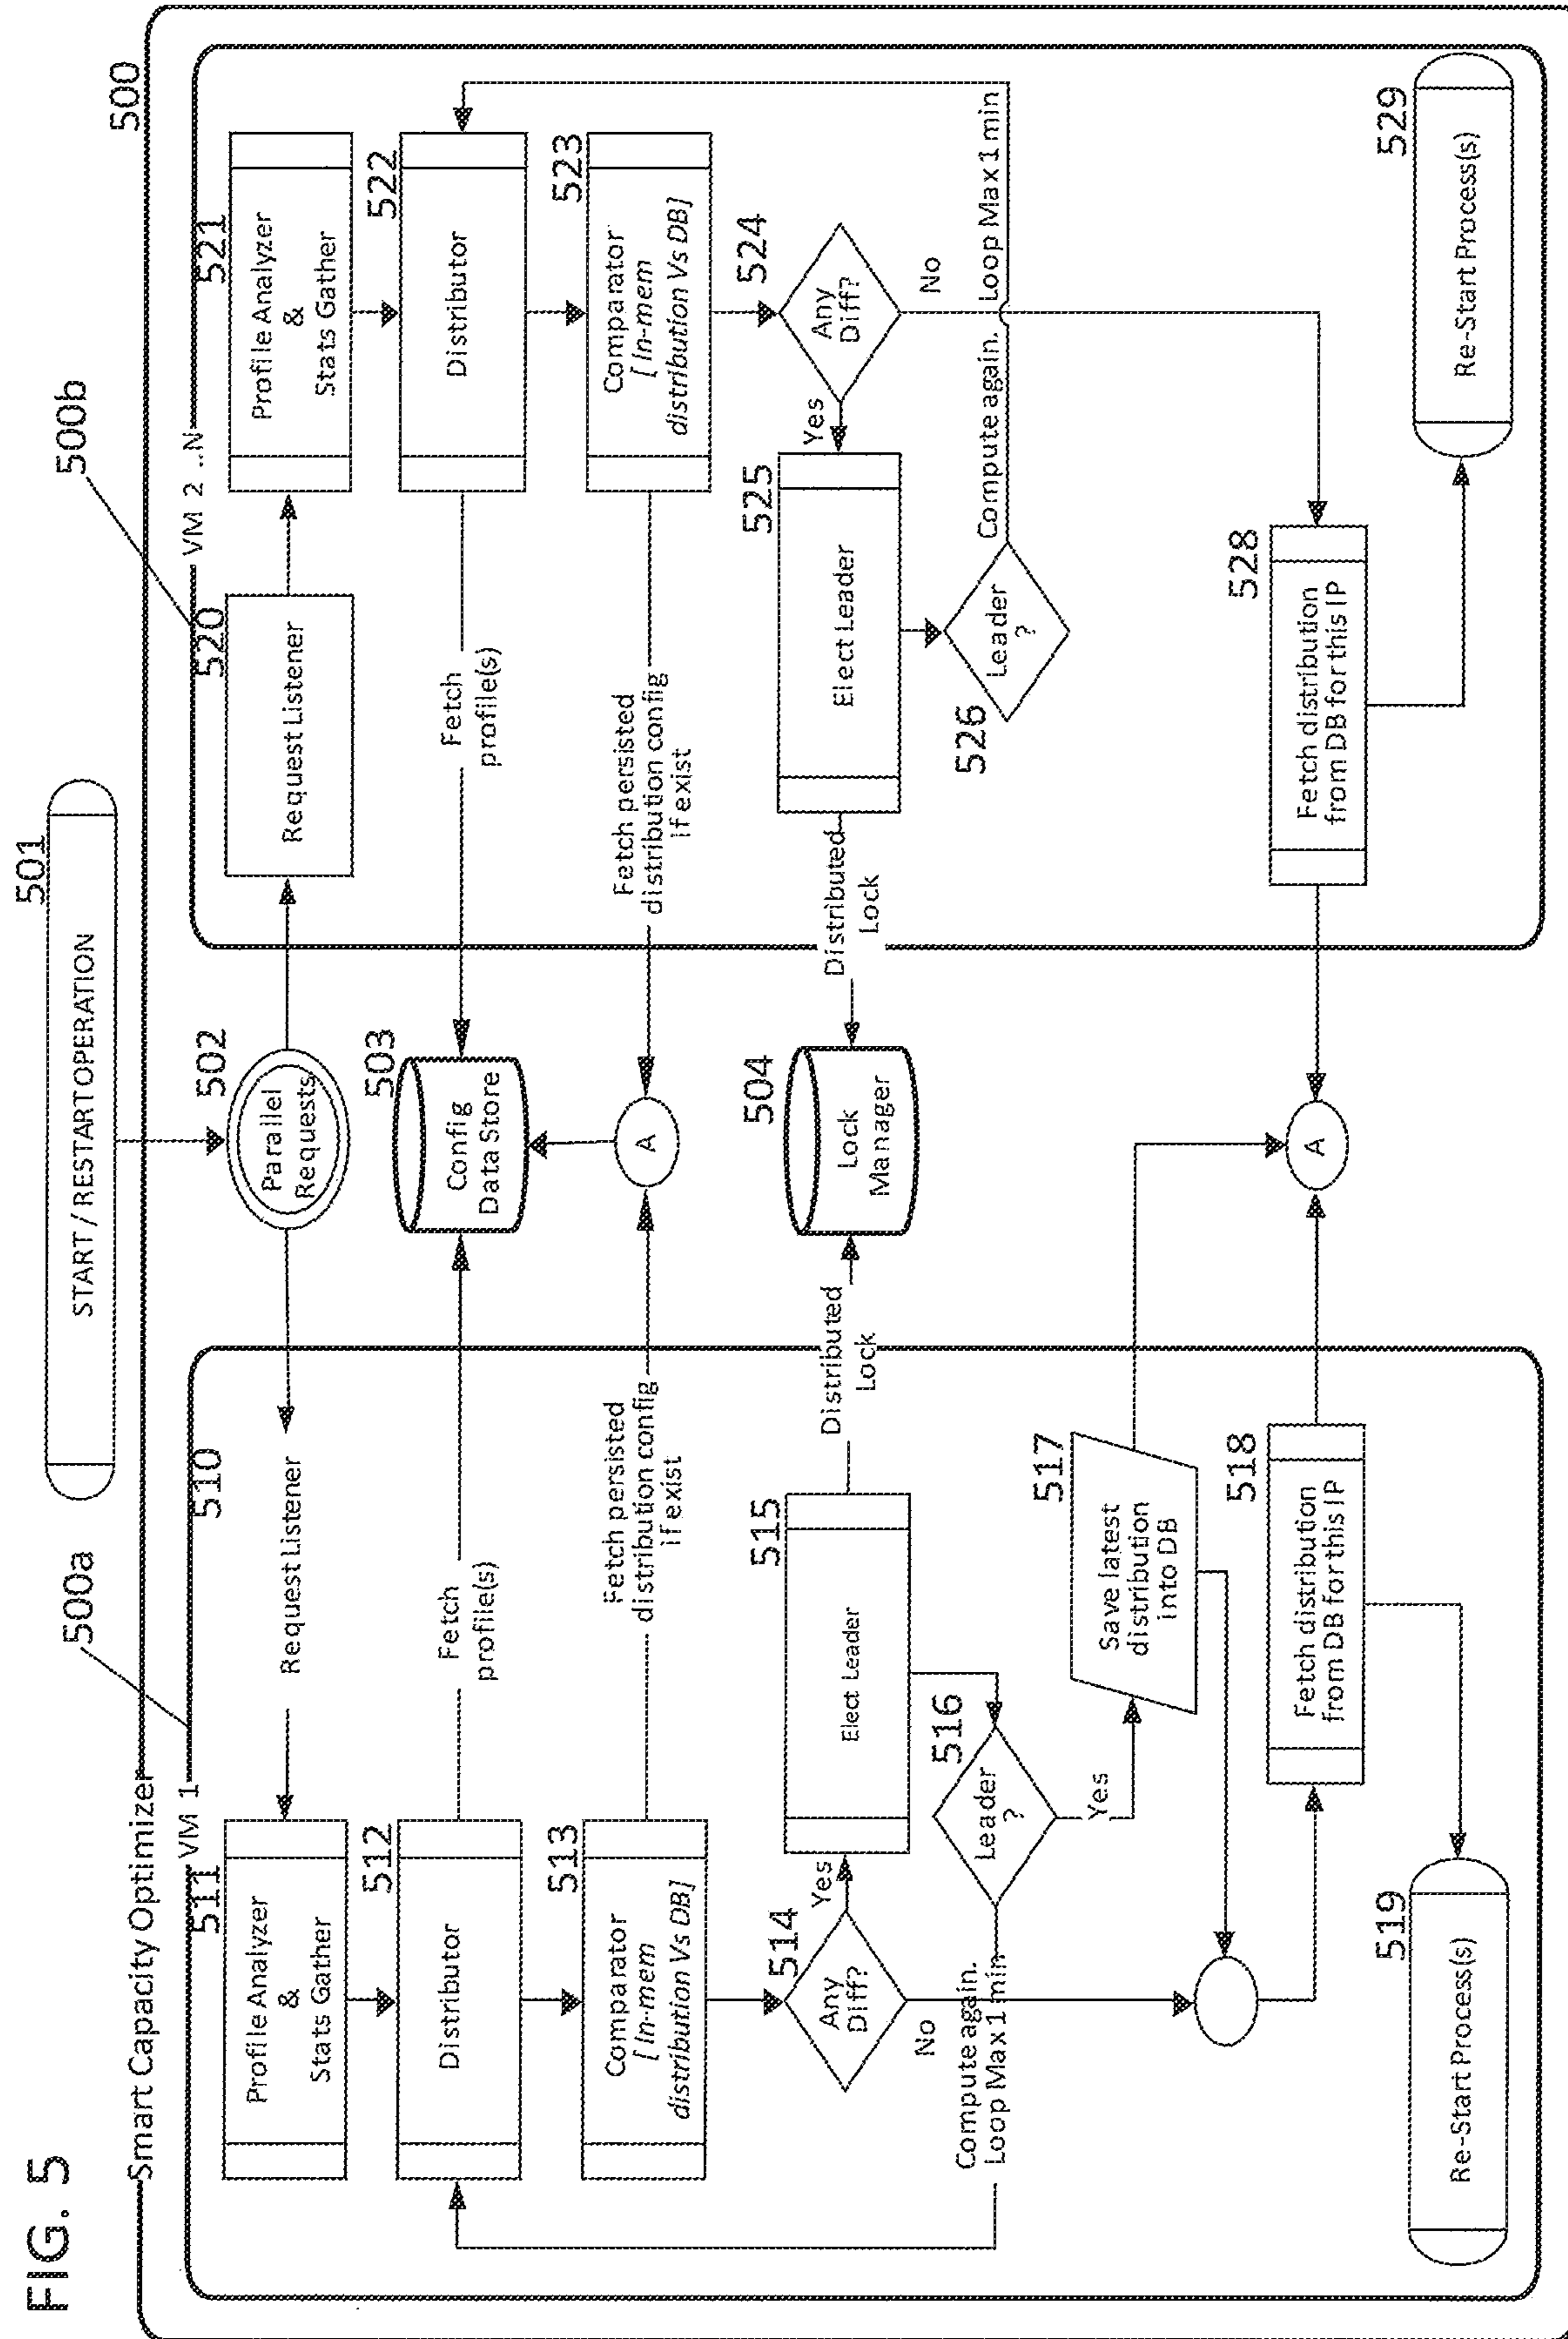 FIG. 5
501
START / RESTART OPERATION
Smart Capacity Optimizer
500
500a
VM 1
500b
VM 2 ..N
511
Profile Analyzer
&
Stats Gather
510
Request Listener
502
Parallel
Requests
520
Request Listener
521
Profile Analyzer
&
Stats Gather
512
Distributor
Fetch
profile(s)
503
Config
Data Store
Fetch
profile(s)
522
Distributor
513
Comparator
[ In-mem
distribution Vs DB]
Fetch persisted
distribution config
if exist
A
Fetch persisted
distribution config
if exist
523
Comparator
[ In-mem
distribution Vs DB]
514
Any
Diff?
Yes
No
515
Elect Leader
Distributed
Lock
504
Lock
Manager
Distributed
Lock
525
Elect Leader
Yes
524
Any
Diff?
No
Compute again.
Loop Max 1 min
516
Leader
?
Yes
526
Leader
?
Compute again. Loop Max 1 min
517
Save latest
distribution
into DB
518
Fetch distribution
from DB for this IP
A
528
Fetch distribution
from DB for this IP
519
Re-Start Process(s)
529
Re-Start Process(s)